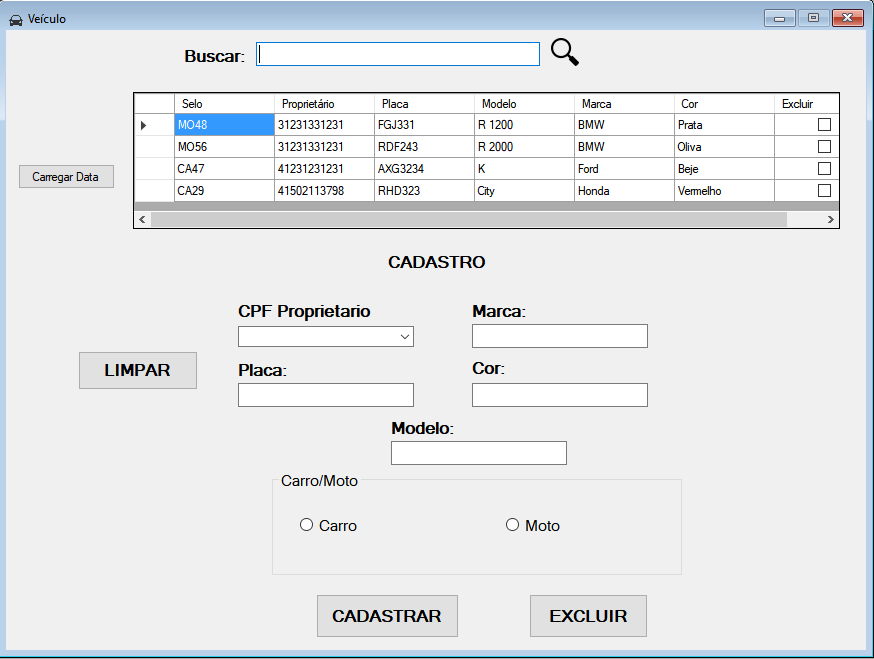 Veículo
Buscar:
Selo Proprietário Placa Modelo Marca Cor Excluir
MO48 31231331231 FGJ331 R 1200 BMW Prata
MO56 31231331231 RDF243 R 2000 BMW Oliva
CA47 41231231231 AXG3234 K Ford Beje
CA29 41502113798 RHD323 City Honda Vermelho
Carregar Data
CADASTRO
CPF Proprietario Marca:
LIMPAR
Placa: Cor:
Modelo:
Carro/Moto
Carro Moto
CADASTRAR EXCLUIR